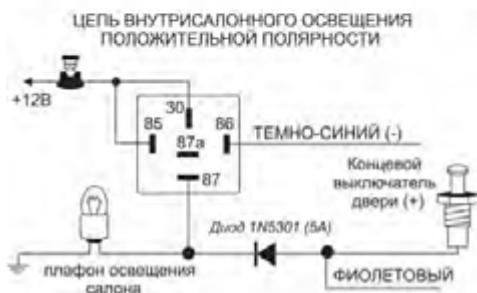 ЦЕПЬ ВНУТРИСАЛОННОГО ОСВЕЩЕНИЯ
ПОЛОЖИТЕЛЬНОЙ ПОЛЯРНОСТИ
+12В
30
85
86
87а
87
ТЕМНО-СИНИЙ (-)
Концевой
выключатель
двери (+)
Диод 1N5301 (5А)
плафон освещения
салона
ФИОЛЕТОВЫЙ